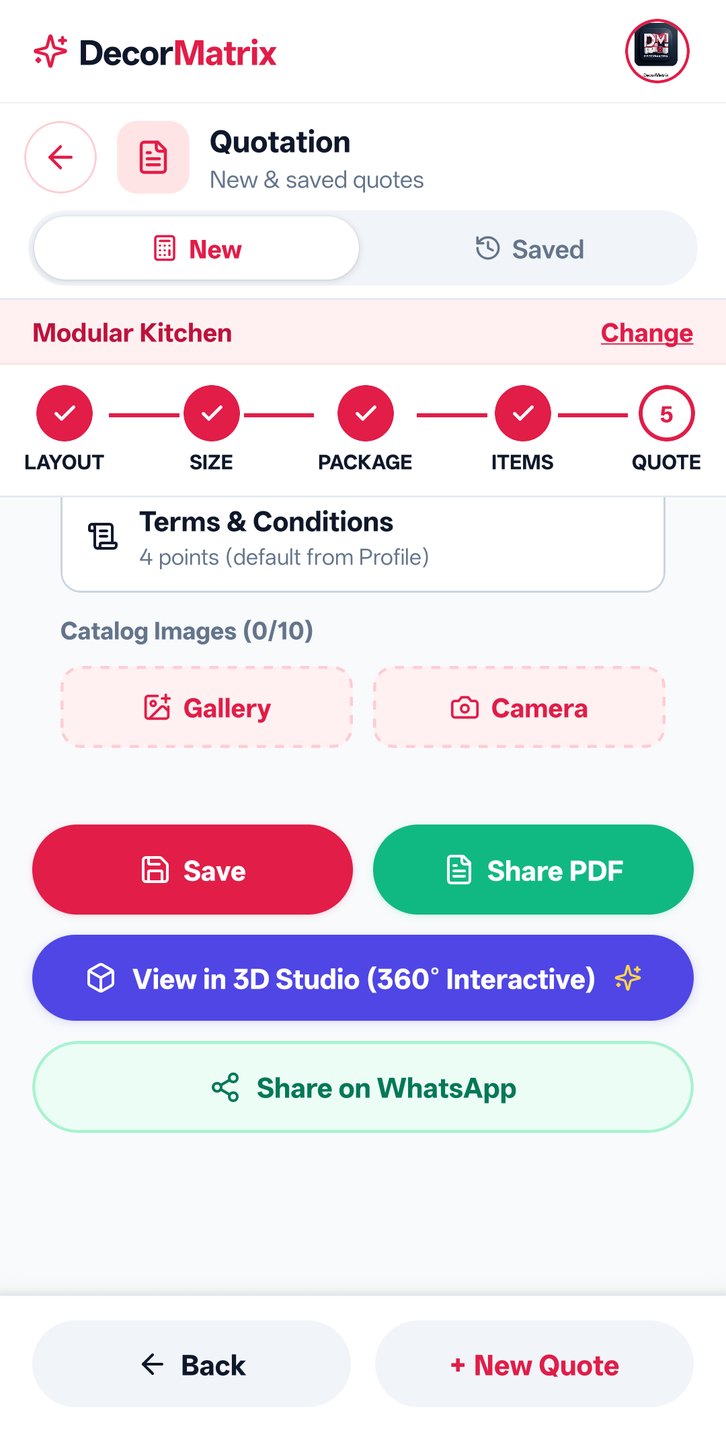 DecorMatrix
DM
DecorMatrix
Quotation
New & saved quotes
New
Saved
Modular Kitchen
Change
5
LAYOUT
SIZE
PACKAGE
ITEMS
QUOTE
Terms & Conditions
4 points (default from Profile)
Catalog Images (0/10)
Gallery
Camera
Save
Share PDF
View in 3D Studio (360° Interactive)
Share on WhatsApp
Back
+ New Quote